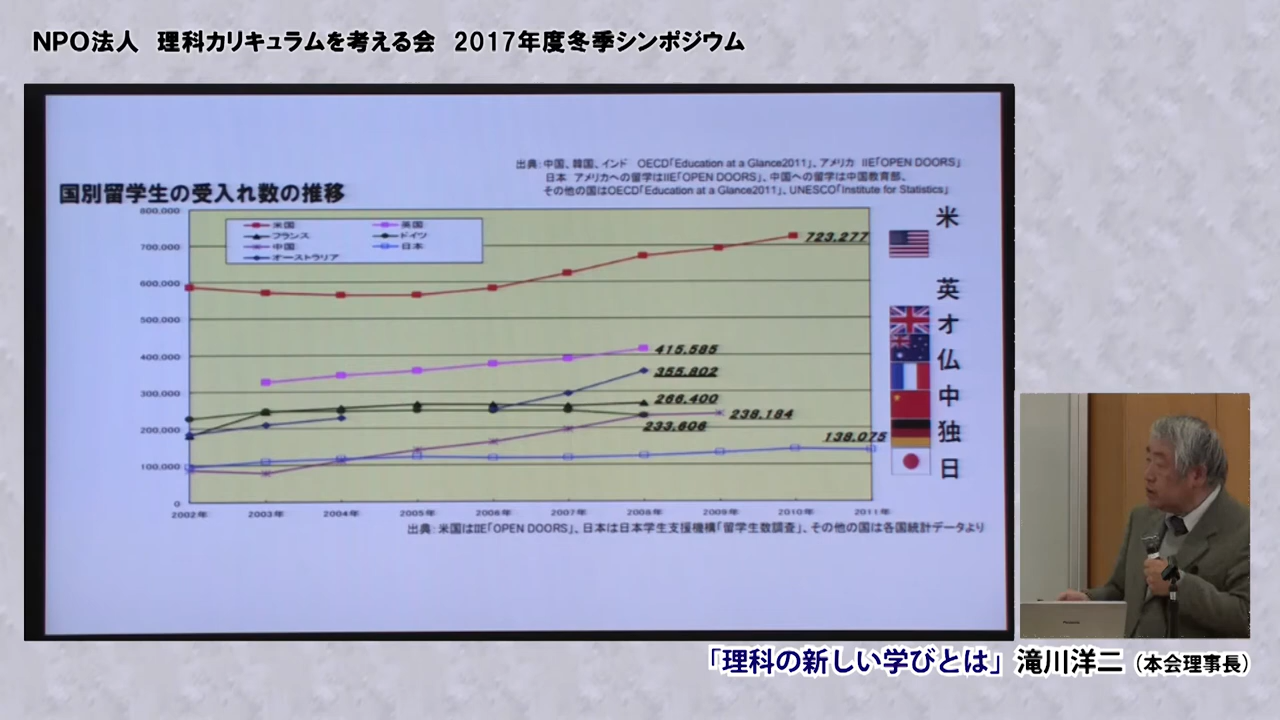 NPO法人　理科カリキュラムを考える会　2017年度冬季シンポジウム
出典：中国、韓国、インド　OECD｢Education at a Glance2011｣、アメリカ　IIE｢OPEN DOORS｣
日本　アメリカへの留学はIIE｢OPEN DOORS｣、中国への留学は中国教育部、
その他の国はOECD｢Education at a Glance2011｣、UNESCO｢Institute for Statistics｣
国別留学生の受入れ数の推移
800,000
700,000
600,000
500,000
400,000
300,000
200,000
100,000
0
米国　英国
フランス　ドイツ
中国　日本
オーストラリア
723,277
415,585
355,802
266,400
238,184
233,606
138,075
米
英
オ
仏
中
独
日
2002年　2003年　2004年　2005年　2006年　2007年　2008年　2009年　2010年　2011年
出典：米国はIIE｢OPEN DOORS｣、日本は日本学生支援機構｢留学生数調査｣、その他の国は各国統計データより
Panasonic
「理科の新しい学びとは」滝川洋二（本会理事長）